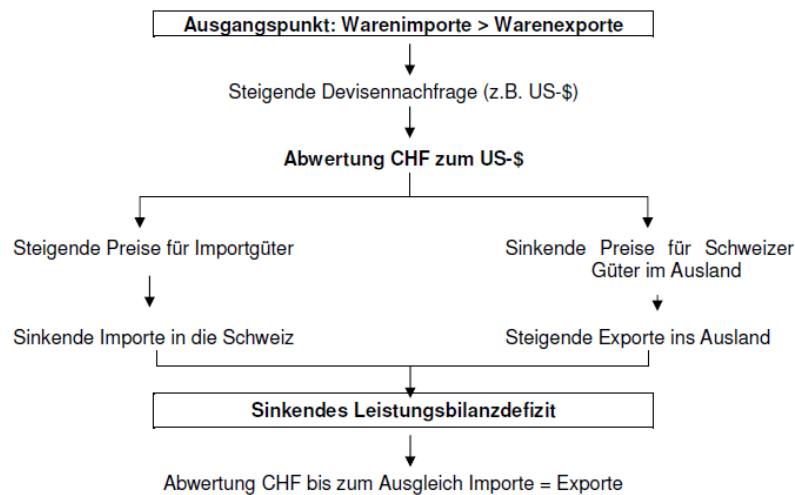 Ausgangspunkt: Warenimporte > Warenexporte
Steigende Devisennachfrage (z.B. US-$)
Abwertung CHF zum US-$
Steigende Preise für Importgüter
Sinkende Preise für Schweizer
Güter im Ausland
Sinkende Importe in die Schweiz
Steigende Exporte ins Ausland
Sinkendes Leistungsbilanzdefizit
Abwertung CHF bis zum Ausgleich Importe = Exporte